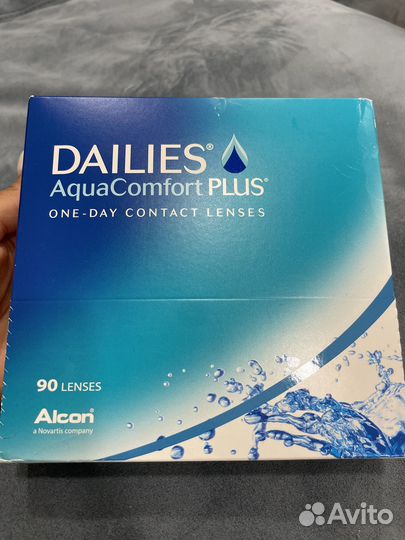 DAILIES®
AquaComfort PLUS®
ONE-DAY CONTACT LENSES
90 LENSES
Alcon®
a Novartis company
Avito